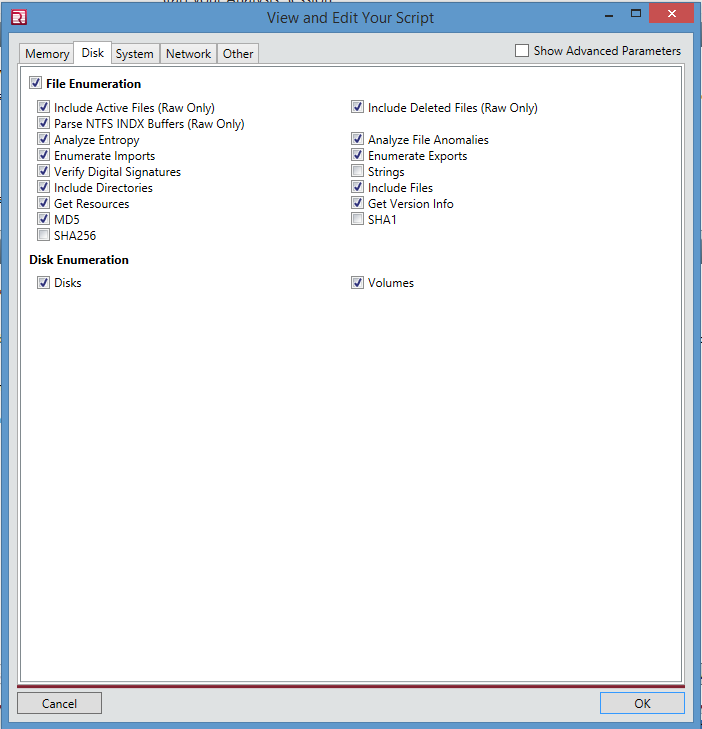 View and Edit Your Script
Memory Disk System Network Other
Show Advanced Parameters
File Enumeration
Include Active Files (Raw Only) Include Deleted Files (Raw Only)
Parse NTFS INDX Buffers (Raw Only)
Analyze Entropy Analyze File Anomalies
Enumerate Imports Enumerate Exports
Verify Digital Signatures Strings
Include Directories Include Files
Get Resources Get Version Info
MD5 SHA1
SHA256
Disk Enumeration
Disks Volumes
Cancel OK